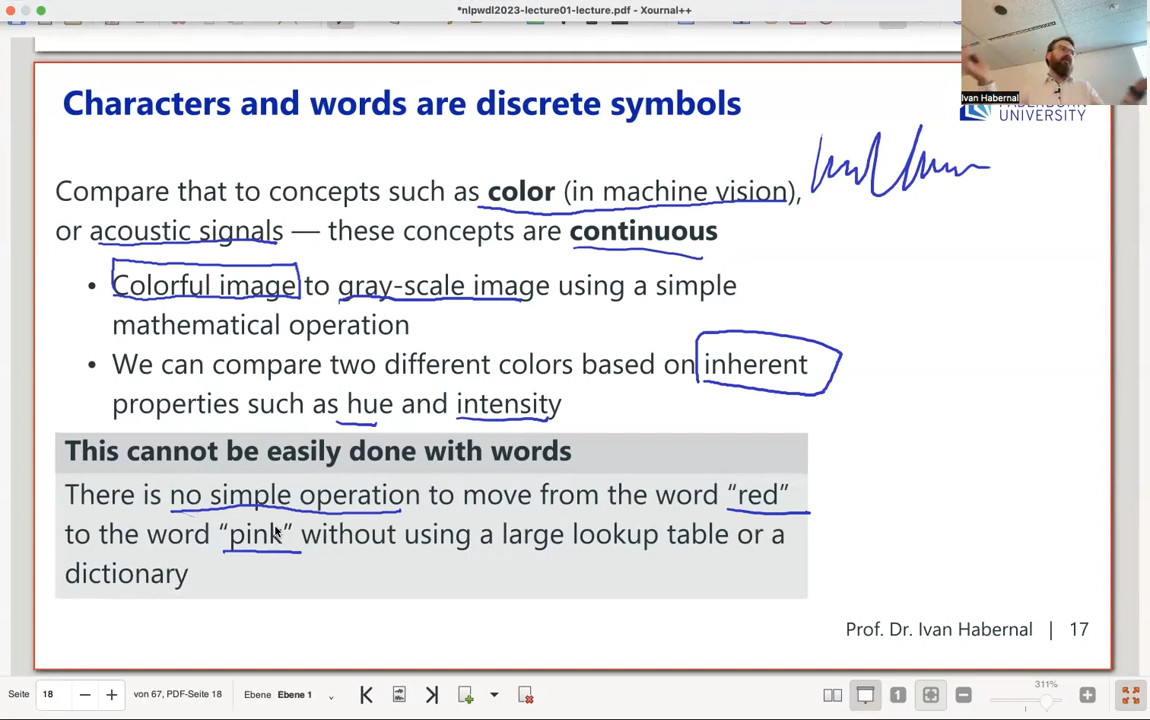 *nlpwdl2023-lecture01-lecture.pdf - Xournal++
Ivan Habernal
Characters and words are discrete symbols
UNIVERSITY
Compare that to concepts such as color (in machine vision),
or acoustic signals — these concepts are continuous
• Colorful image to gray-scale image using a simple
mathematical operation
• We can compare two different colors based on inherent
properties such as hue and intensity
This cannot be easily done with words
There is no simple operation to move from the word “red”
to the word “pink” without using a large lookup table or a
dictionary
Prof. Dr. Ivan Habernal | 17
Seite 18 von 67, PDF-Seite 18 Ebene Ebene 1 1 311%